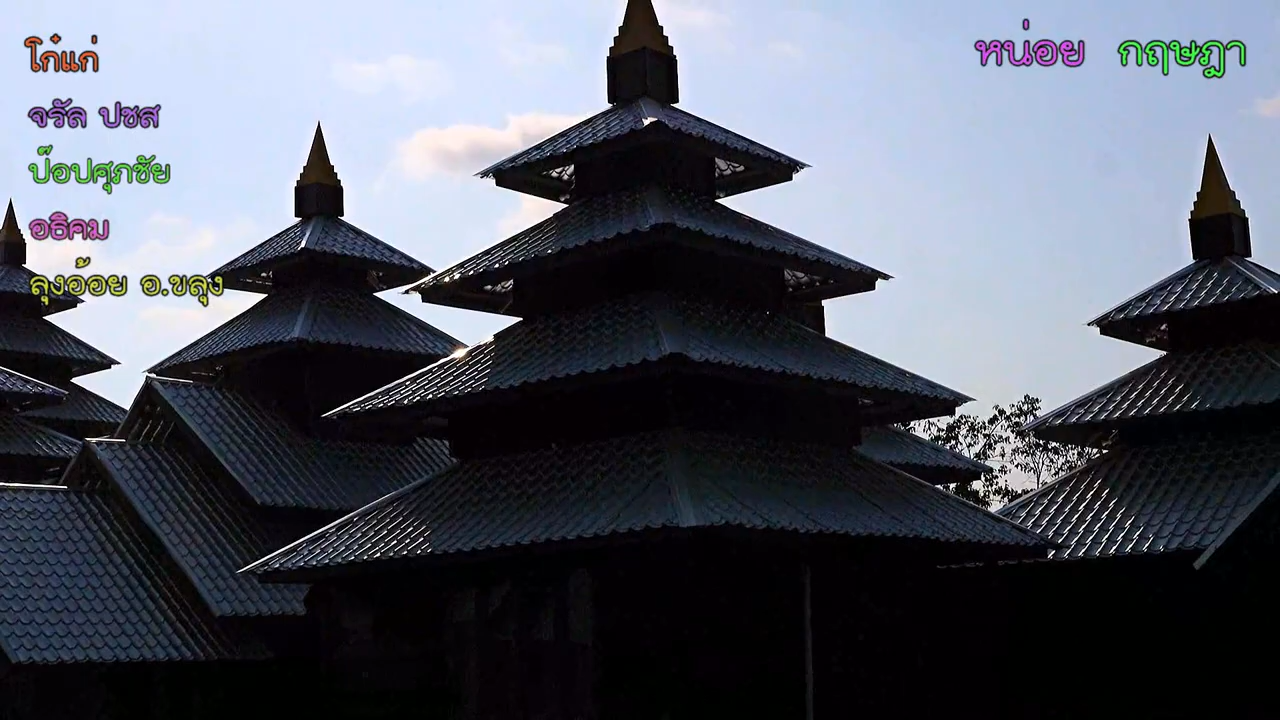 โก๋แก่
จรัล ปชส
ป๊อปศุภชัย
อธิคม
ลุงอ้อย อ.ขลุง
หน่อย กฤษฎา